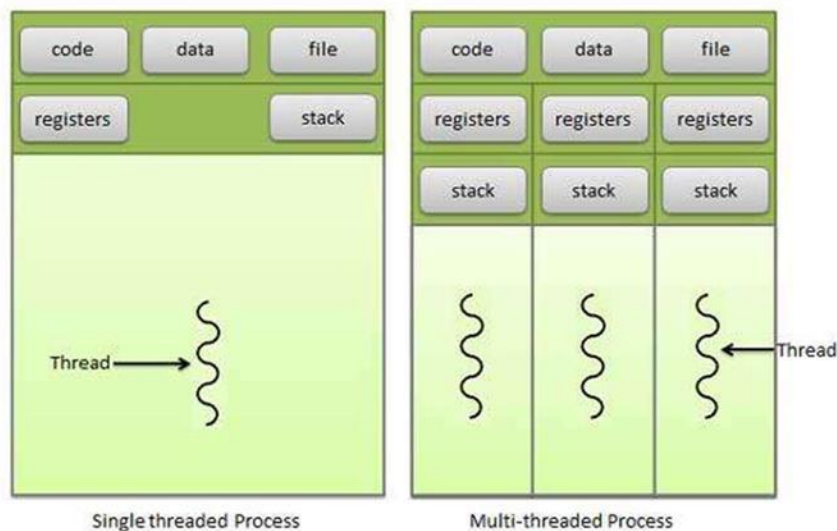 code data file
registers stack
Thread
Single threaded Process
code data file
registers registers registers
stack stack stack
Thread
Multi-threaded Process